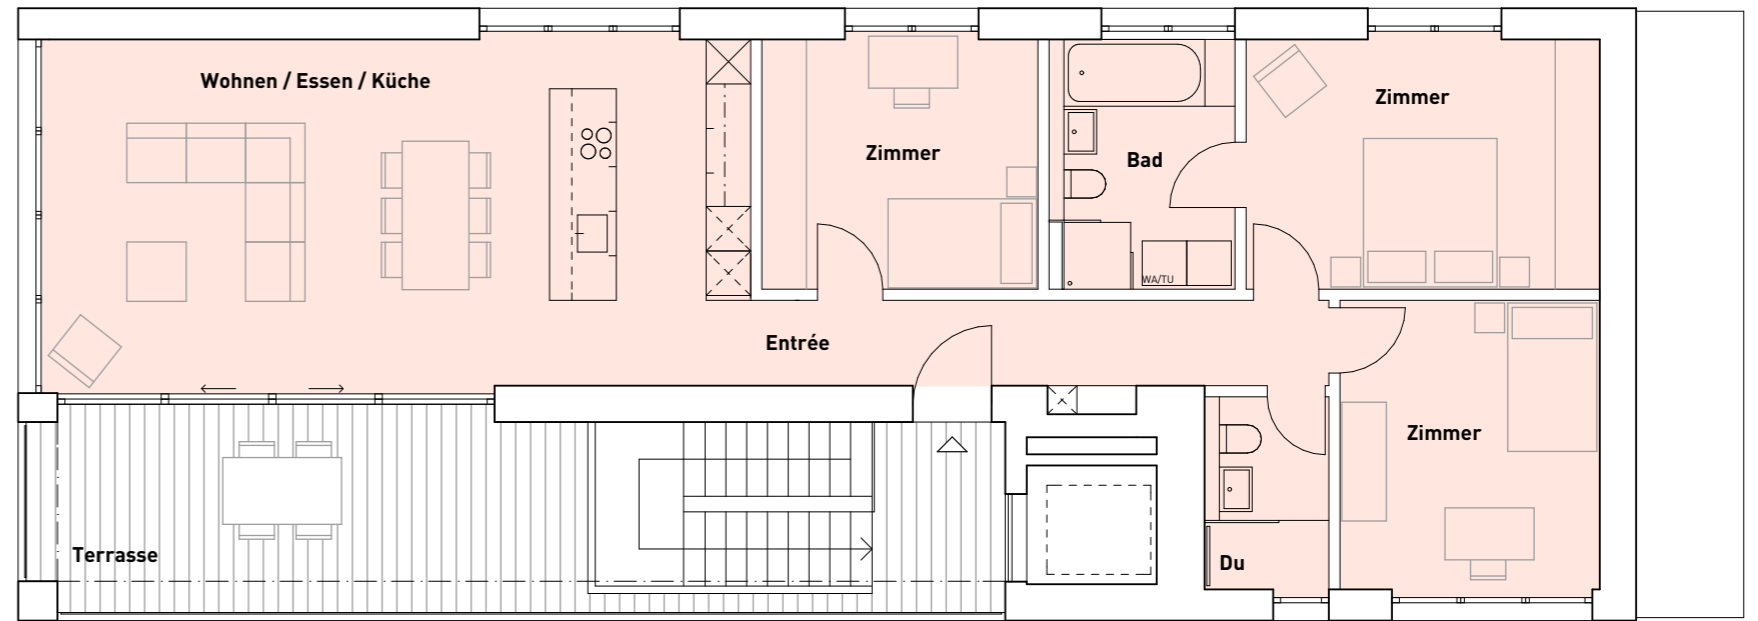 Wohnen / Essen / Küche
Zimmer
Zimmer
Bad
WA/TU
Entrée
Zimmer
Terrasse
Du